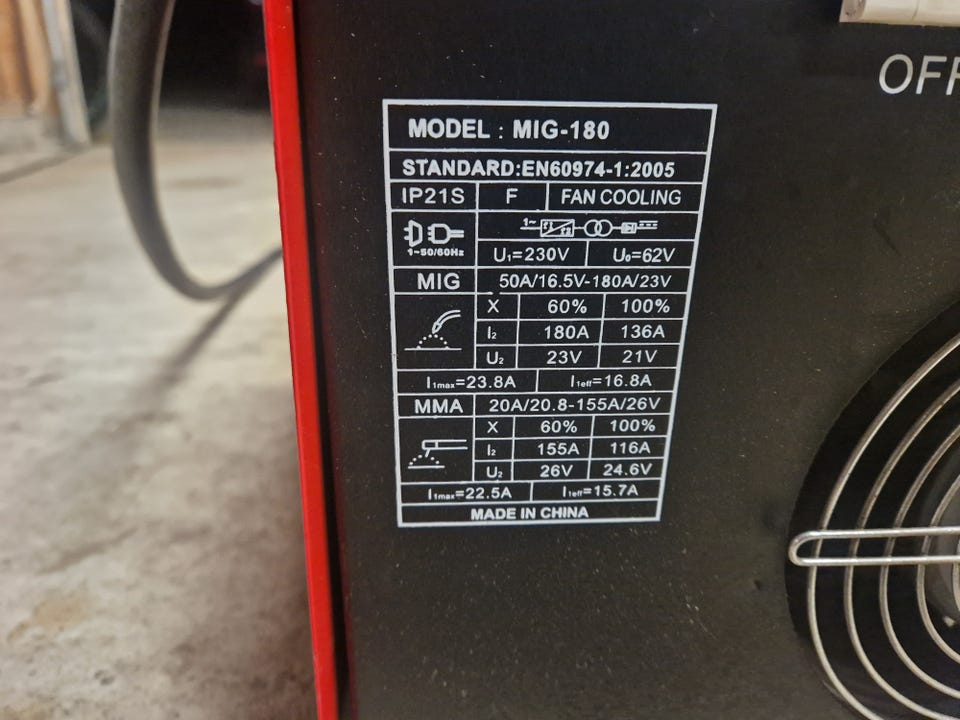 OFF
MODEL : MIG-180
STANDARD:EN60974-1:2005
IP21S F FAN COOLING
1~50/60Hz
1~ f1 f2
U1=230V U0=62V
MIG 50A/16.5V-180A/23V
X 60% 100%
I2 180A 136A
U2 23V 21V
I1max=23.8A I1eff=16.8A
MMA 20A/20.8-155A/26V
X 60% 100%
I2 155A 116A
U2 26V 24.6V
I1max=22.5A I1eff=15.7A
MADE IN CHINA